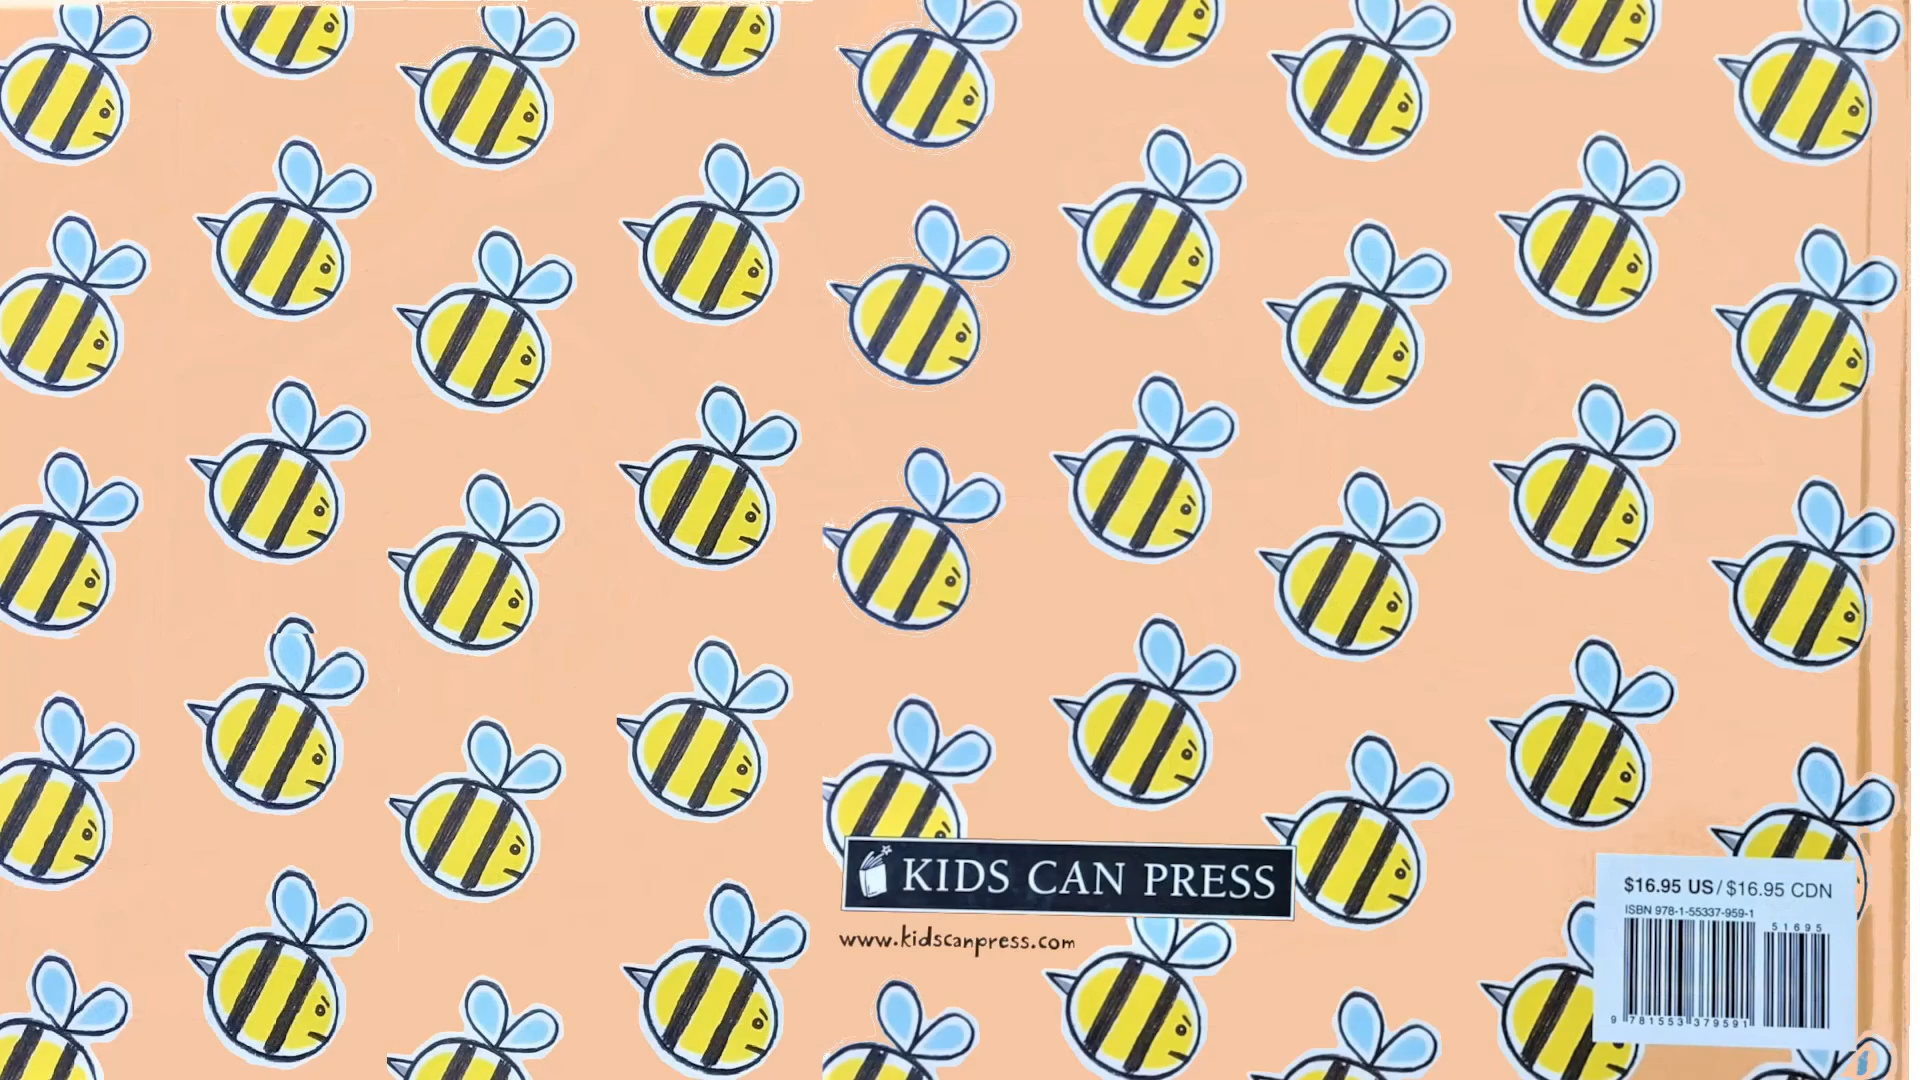 KIDS CAN PRESS
www.kidscanpress.com
$16.95 US / $16.95 CDN
ISBN 978-1-55337-959-1
51695
9 781553 379591